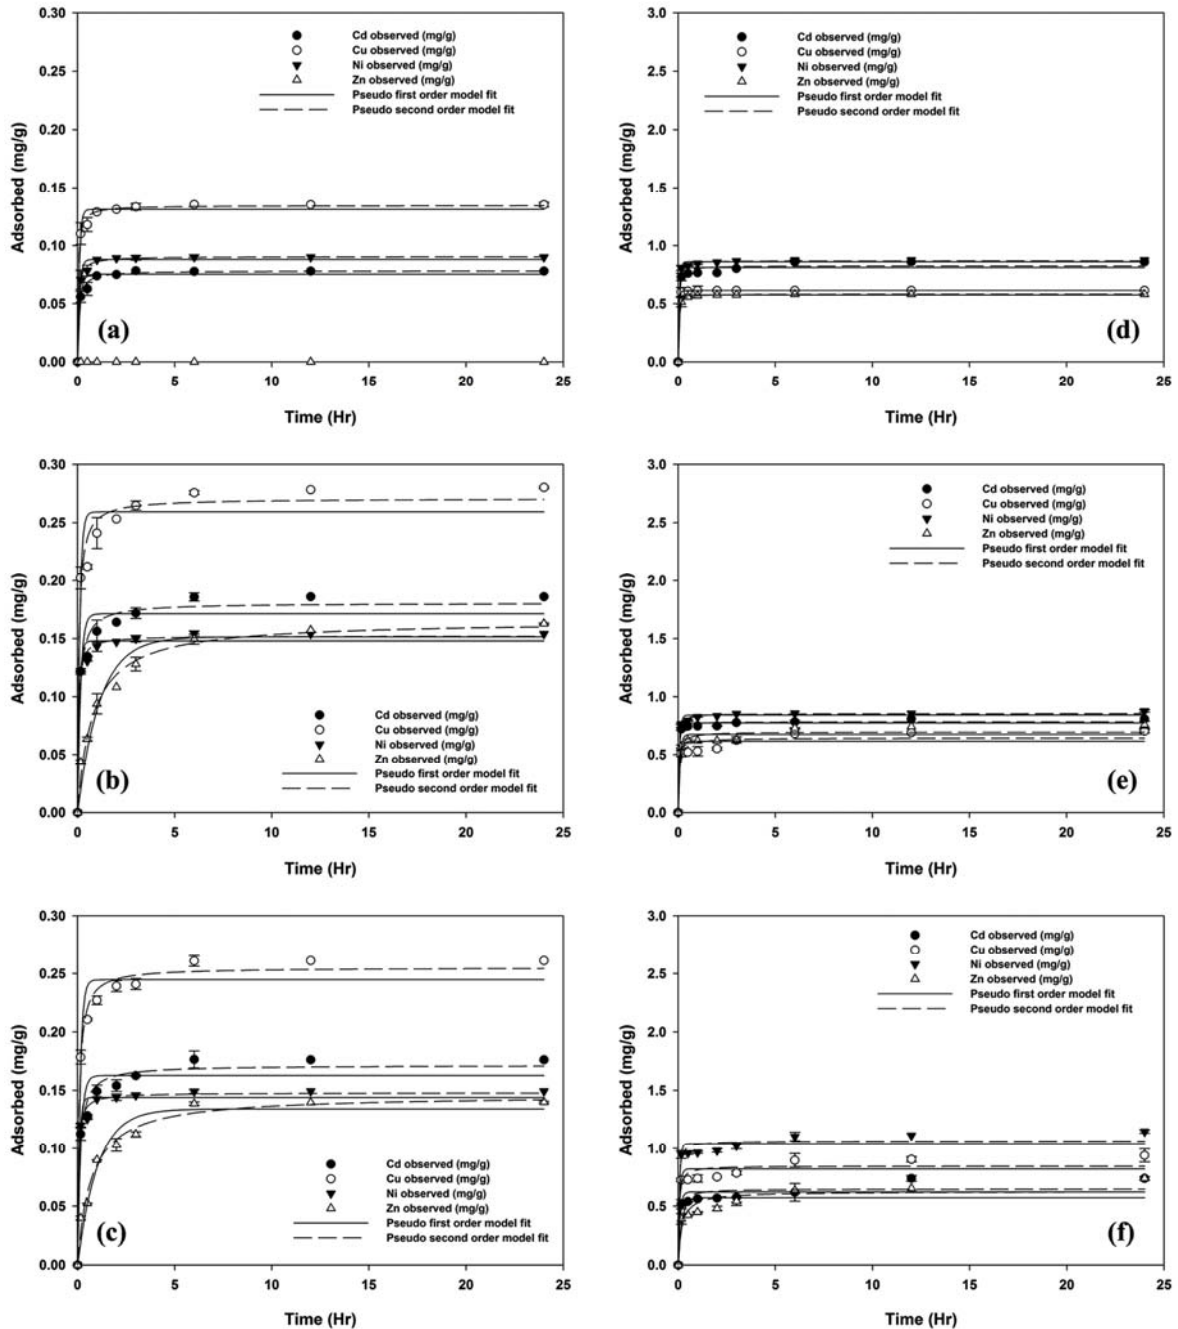 0.30
0.25
0.20
0.15
0.10
0.05
0.00
Adsorbed (mg/g)
Cd observed (mg/g)
Cu observed (mg/g)
Ni observed (mg/g)
Zn observed (mg/g)
Pseudo first order model fit
Pseudo second order model fit
(a)
0 5 10 15 20 25
Time (Hr)
3.0
2.5
2.0
1.5
1.0
0.5
0.0
Adsorbed (mg/g)
Cd observed (mg/g)
Cu observed (mg/g)
Ni observed (mg/g)
Zn observed (mg/g)
Pseudo first order model fit
Pseudo second order model fit
(d)
0 5 10 15 20 25
Time (Hr)
0.30
0.25
0.20
0.15
0.10
0.05
0.00
Adsorbed (mg/g)
Cd observed (mg/g)
Cu observed (mg/g)
Ni observed (mg/g)
Zn observed (mg/g)
Pseudo first order model fit
Pseudo second order model fit
(b)
0 5 10 15 20 25
Time (Hr)
3.0
2.5
2.0
1.5
1.0
0.5
0.0
Adsorbed (mg/g)
Cd observed (mg/g)
Cu observed (mg/g)
Ni observed (mg/g)
Zn observed (mg/g)
Pseudo first order model fit
Pseudo second order model fit
(e)
0 5 10 15 20 25
Time (Hr)
0.30
0.25
0.20
0.15
0.10
0.05
0.00
Adsorbed (mg/g)
Cd observed (mg/g)
Cu observed (mg/g)
Ni observed (mg/g)
Zn observed (mg/g)
Pseudo first order model fit
Pseudo second order model fit
(c)
0 5 10 15 20 25
Time (Hr)
3.0
2.5
2.0
1.5
1.0
0.5
0.0
Adsorbed (mg/g)
Cd observed (mg/g)
Cu observed (mg/g)
Ni observed (mg/g)
Zn observed (mg/g)
Pseudo first order model fit
Pseudo second order model fit
(f)
0 5 10 15 20 25
Time (Hr)